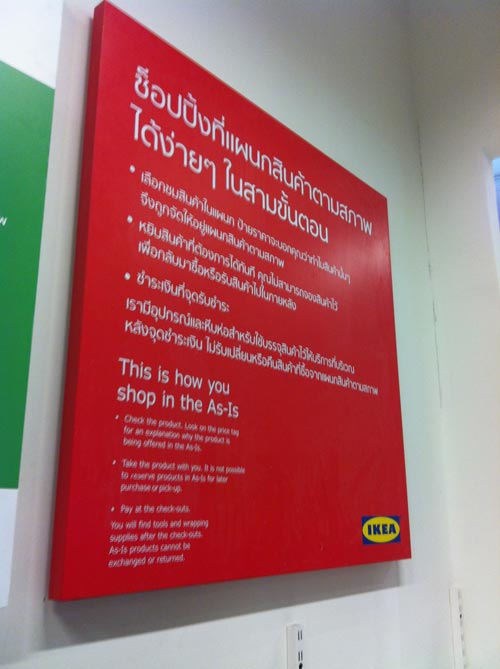 ช็อปปิ้งที่แผนกสินค้าตามสภาพ
ได้ง่ายๆ ในสามขั้นตอน
• เลือกชมสินค้าในแผนก ป้ายราคาจะบอกคุณว่าทำไมสินค้านั้นๆ
จึงถูกจัดให้อยู่แผนกสินค้าตามสภาพ
• หยิบสินค้าที่ต้องการได้ทันที คุณไม่สามารถจองสินค้าไว้
เพื่อกลับมาซื้อหรือรับสินค้าไปในภายหลัง
• ชำระเงินที่จุดรับชำระ
เรามีอุปกรณ์และหีบห่อสำหรับใช้บรรจุสินค้าไว้ให้บริการที่บริเวณ
หลังจุดชำระเงิน ไม่รับเปลี่ยนหรือคืนสินค้าที่ซื้อจากแผนกสินค้าตามสภาพ
This is how you
shop in the As-Is
• Check the product. Look on the price tag
for an explanation why the product is
being offered in the As-Is.
• Take the product with you. It is not possible
to reserve products in As-Is for later
purchase or pick-up.
• Pay at the check-outs.
You will find tools and wrapping
supplies after the check-outs.
As-Is products cannot be
exchanged or returned.
IKEA